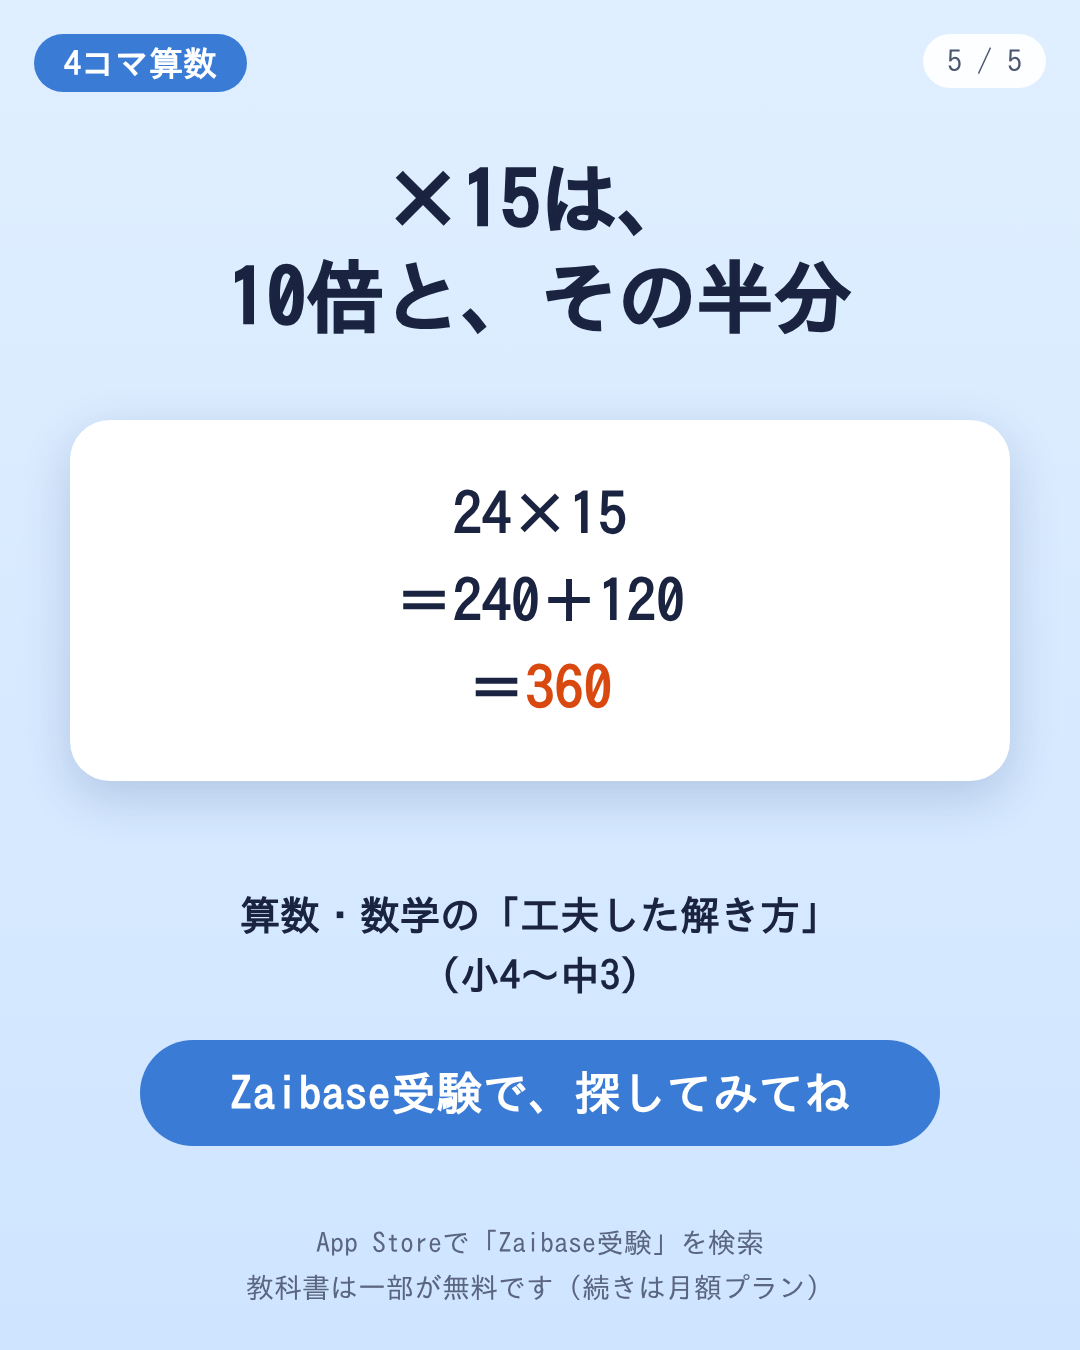 4コマ算数
5 / 5
×15は、
10倍と、その半分
24×15
＝240＋120
＝360
算数・数学の「工夫した解き方」
（小4〜中3）
Zaibase受験で、探してみてね
App Storeで「Zaibase受験」を検索
教科書は一部が無料です（続きは月額プラン）